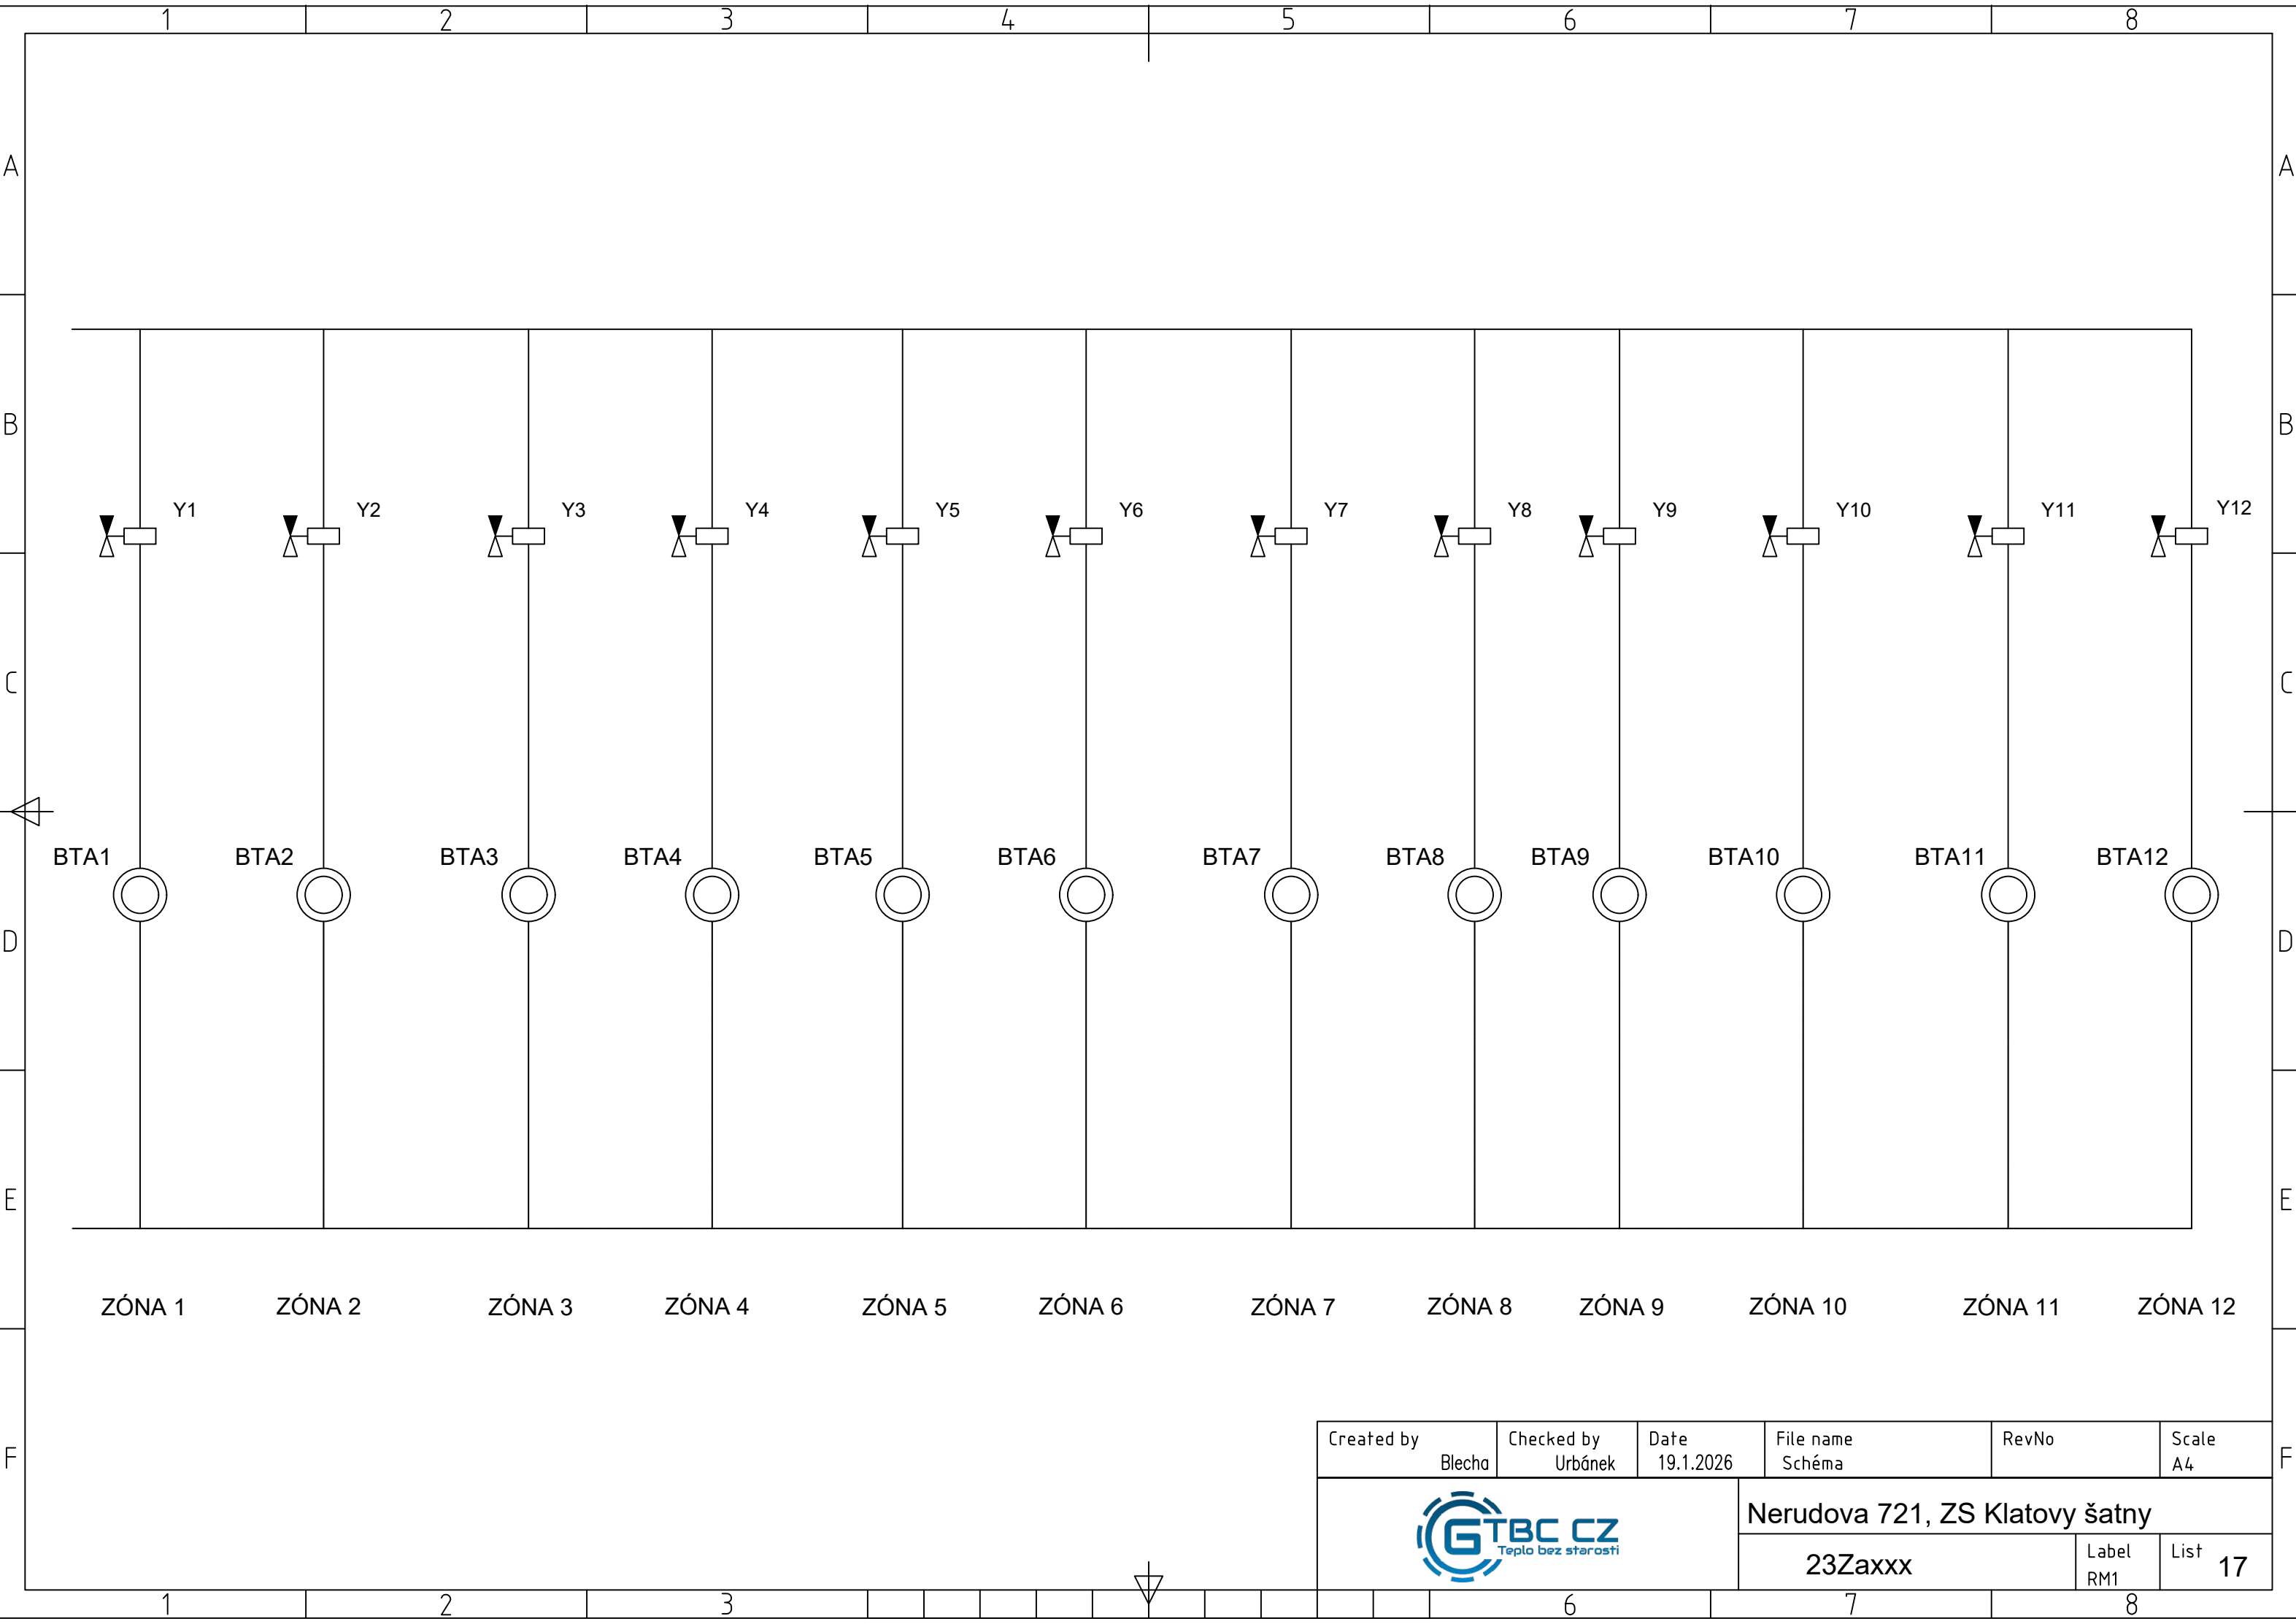 1 2 3 4 5 6 7 8
A A
B B
Y1 Y2 Y3 Y4 Y5 Y6 Y7 Y8 Y9 Y10 Y11 Y12
C C
BTA1 BTA2 BTA3 BTA4 BTA5 BTA6 BTA7 BTA8 BTA9 BTA10 BTA11 BTA12
D D
E E
ZÓNA 1 ZÓNA 2 ZÓNA 3 ZÓNA 4 ZÓNA 5 ZÓNA 6 ZÓNA 7 ZÓNA 8 ZÓNA 9 ZÓNA 10 ZÓNA 11 ZÓNA 12
F F
Created by Checked by Date File name RevNo Scale
Blecha Urbánek 19.1.2026 Schéma A4
GTBC CZ
Teplo bez starosti
Nerudova 721, ZS Klatovy šatny
23Zaxxx
Label
RM1
List 17
1 2 3 6 7 8